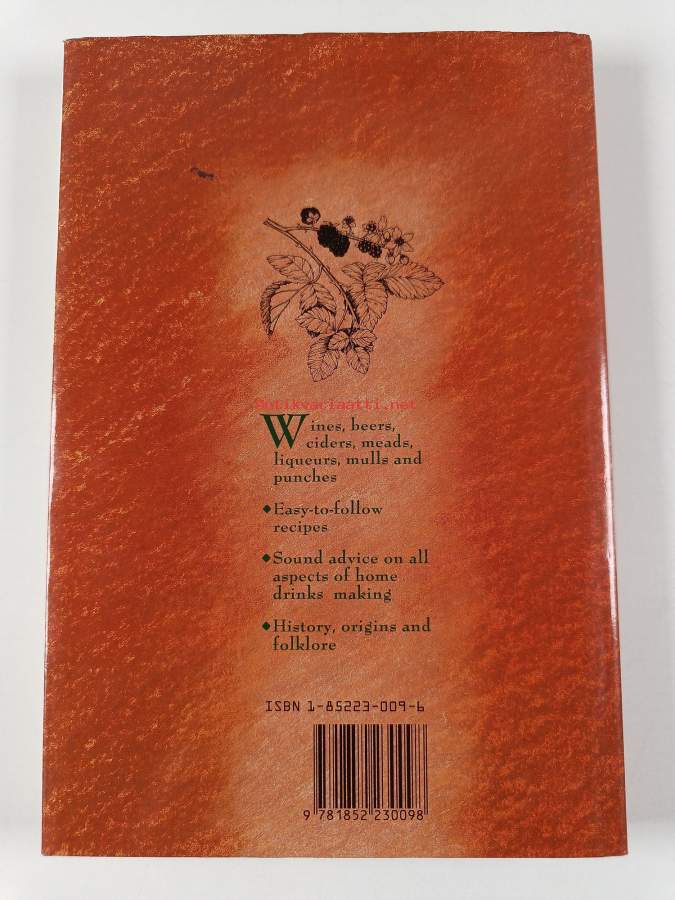 Antikvariaatti.net
Wines, beers,
ciders, meads,
liqueurs, mulls and
punches
◆Easy-to-follow
recipes
◆Sound advice on all
aspects of home
drinks making
◆History, origins and
folklore
ISBN 1-85223-009-6
9 781852 230098